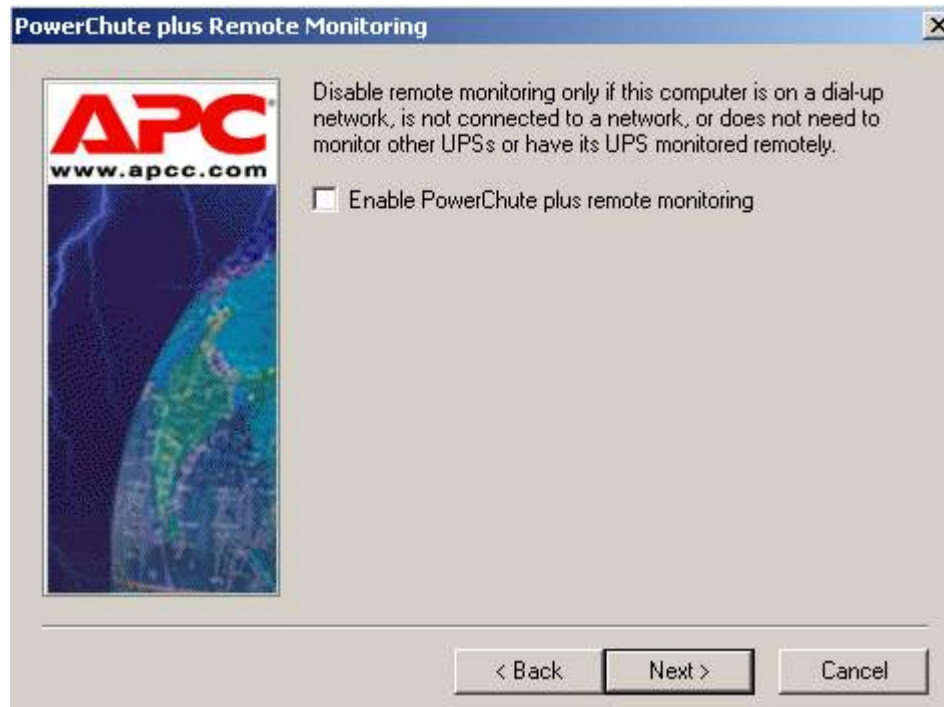 PowerChute plus Remote Monitoring
APC
www.apcc.com
Disable remote monitoring only if this computer is on a dial-up
network, is not connected to a network, or does not need to
monitor other UPSs or have its UPS monitored remotely.
Enable PowerChute plus remote monitoring
< Back
Next >
Cancel